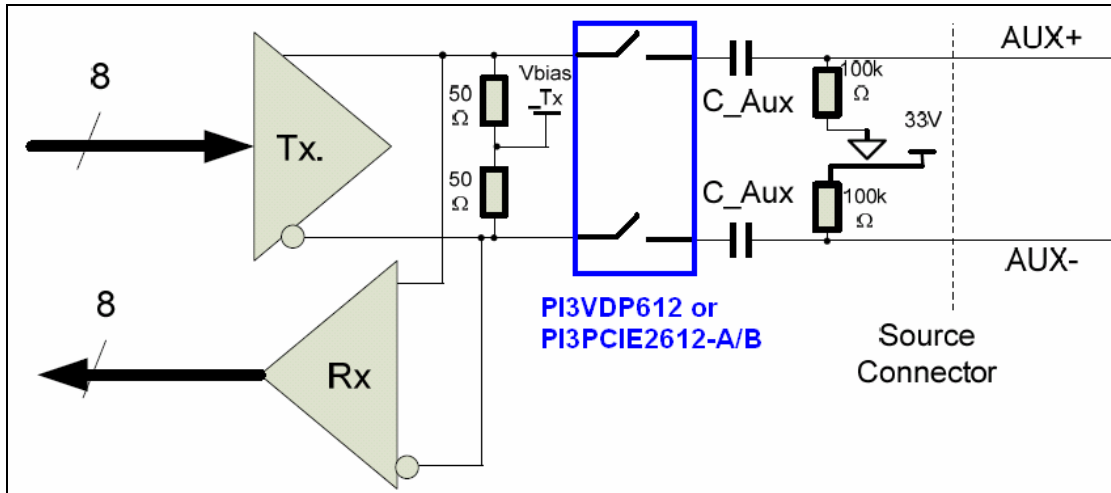 8
Tx.
50
Ω
50
Ω
Vbias
_Tx
C_Aux
C_Aux
100k
Ω
33V
100k
Ω
AUX+
AUX-
PI3VDP612 or
PI3PCIE2612-A/B
Source
Connector
8
Rx